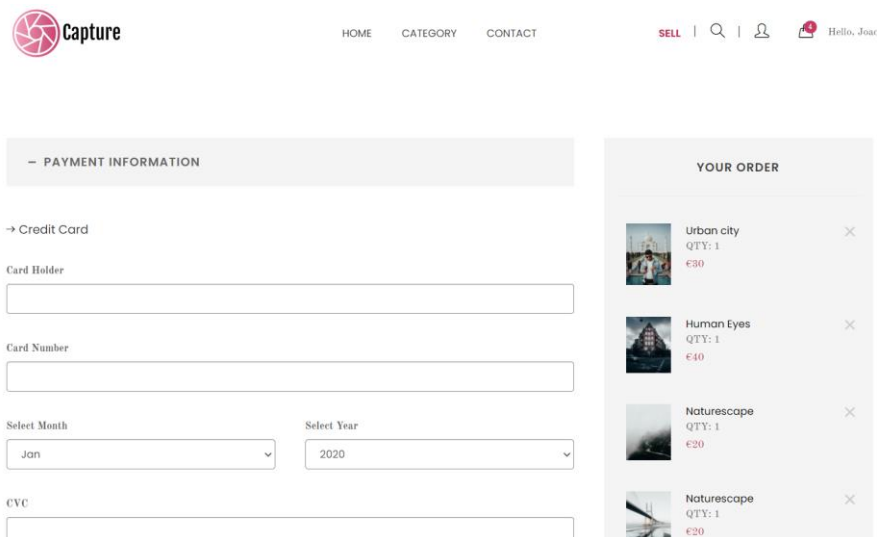 Capture
HOME CATEGORY CONTACT
SELL | | 4 Hello, Joac
– PAYMENT INFORMATION
→ Credit Card
Card Holder
Card Number
Select Month Select Year
Jan 2020
CVC
YOUR ORDER
Urban city
QTY: 1
€30
Human Eyes
QTY: 1
€40
Naturescape
QTY: 1
€20
Naturescape
QTY: 1
€20